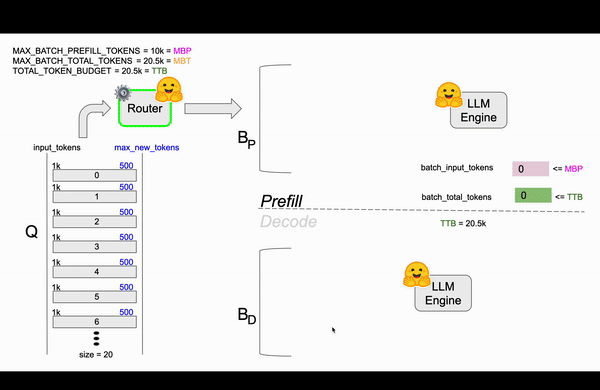 MAX_BATCH_PREFILL_TOKENS = 10k = MBP
MAX_BATCH_TOTAL_TOKENS = 20.5k = MBT
TOTAL_TOKEN_BUDGET = 20.5k = TTB
Router
input_tokens
max_new_tokens
1k 500
0
1k 500
1
1k 500
2
1k 500
3
1k 500
4
1k 500
5
1k 500
6
Q
size = 20
BP
LLM
Engine
batch_input_tokens 0 <= MBP
batch_total_tokens 0 <= TTB
Prefill
Decode
TTB = 20.5k
BD
LLM
Engine